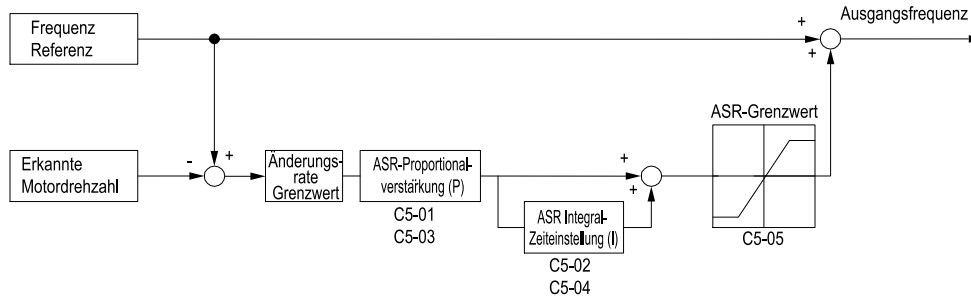 Frequenz
Referenz
Ausgangsfrequenz
+
+
ASR-Grenzwert
Erkannte
Motordrehzahl
-
+
Änderungs-
rate
Grenzwert
ASR-Proportional-
verstärkung (P)
C5-01
C5-03
+
+
ASR Integral-
Zeiteinstellung (I)
C5-02
C5-04
C5-05